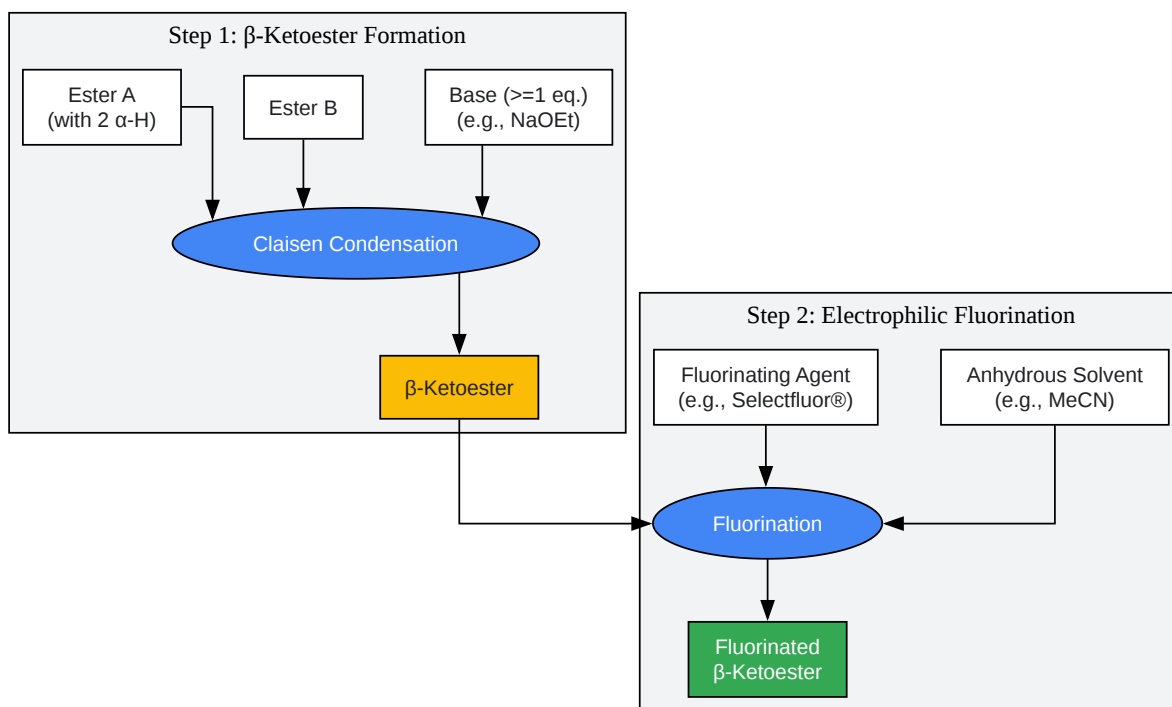 Step 1: β-Ketoester Formation
Ester A
(with 2 α-H)
Ester B
Base (>=1 eq.)
(e.g., NaOEt)
Claisen Condensation
β-Ketoester
Step 2: Electrophilic Fluorination
Fluorinating Agent
(e.g., Selectfluor®)
Anhydrous Solvent
(e.g., MeCN)
Fluorination
Fluorinated
β-Ketoester